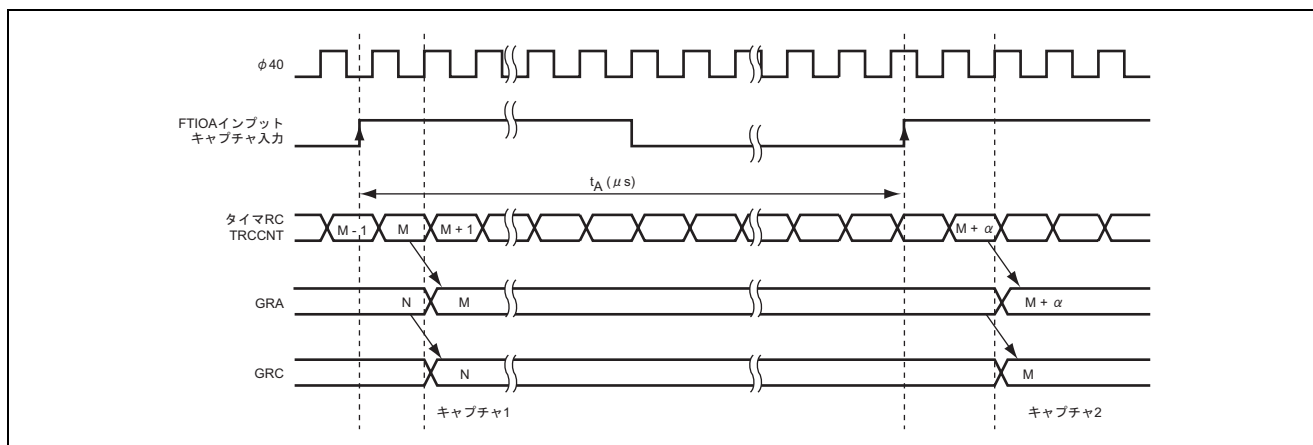 φ40
FTIOAインプット
キャプチャ入力
tA (μs)
タイマRC
TRCCNT
M - 1
M
M + 1
M + α
GRA
N
M
M + α
GRC
N
M
キャプチャ1
キャプチャ2